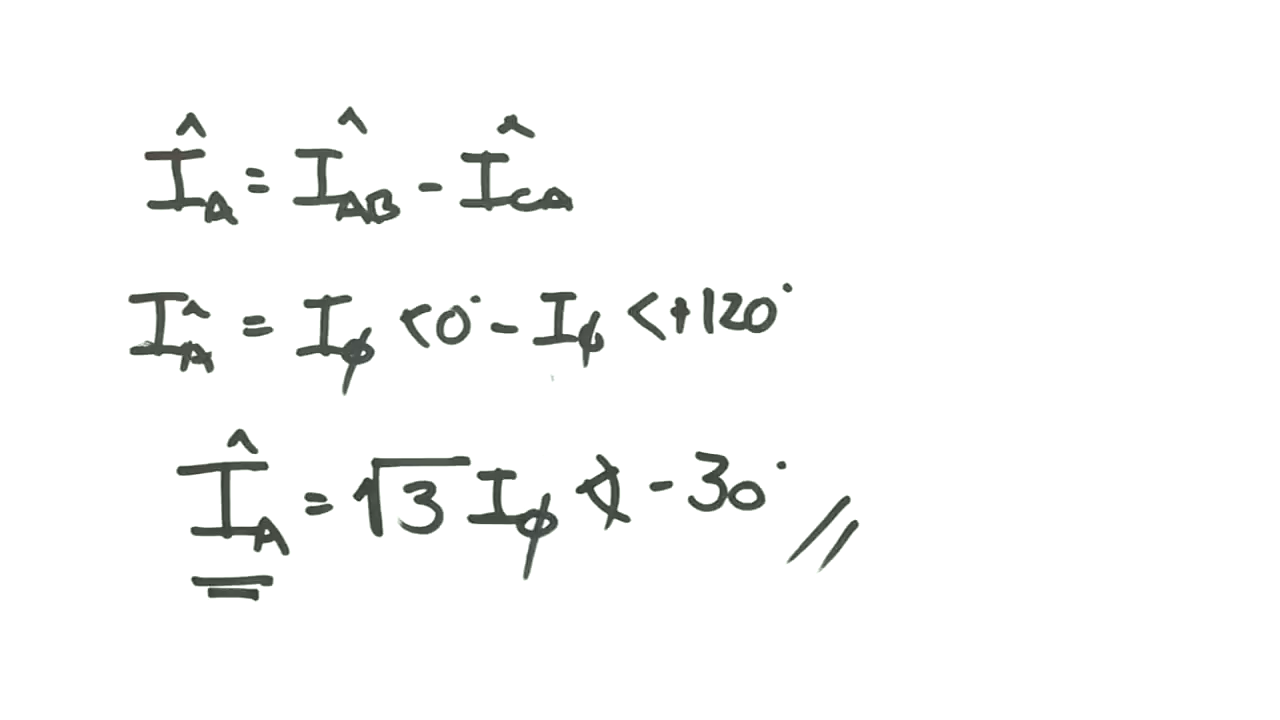 Î_A = Î_AB - Î_CA
Î_A = I_ϕ <0° - I_ϕ <+120°
Î_A = √3 I_ϕ ∢ -30° //